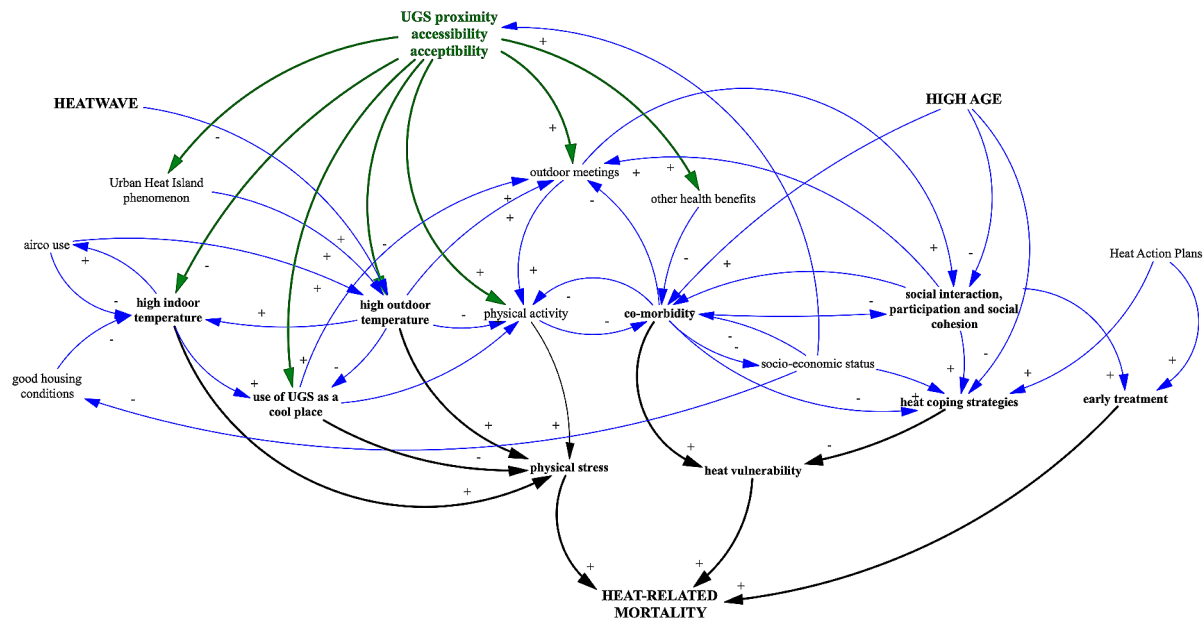 UGS proximity
accessibility
acceptibility
+
HEATWAVE
HIGH AGE
-
+
Urban Heat Island
phenomenon
outdoor meetings
+
+
+
other health benefits
+
+
-
airco use
+
-
+
-
+
-
Heat Action Plans
+
-
+
+
+
-
+
-
high indoor
temperature
high outdoor
temperature
physical activity
co-morbidity
social interaction,
participation and social
cohesion
+
-
-
-
-
-
-
-
good housing
conditions
+
use of UGS as a
cool place
+
-
socio-economic status
-
+
-
+
+
+
heat coping strategies
early treatment
-
-
+
+
+
-
+
-
-
physical stress
heat vulnerability
+
+
+
+
HEAT-RELATED
MORTALITY